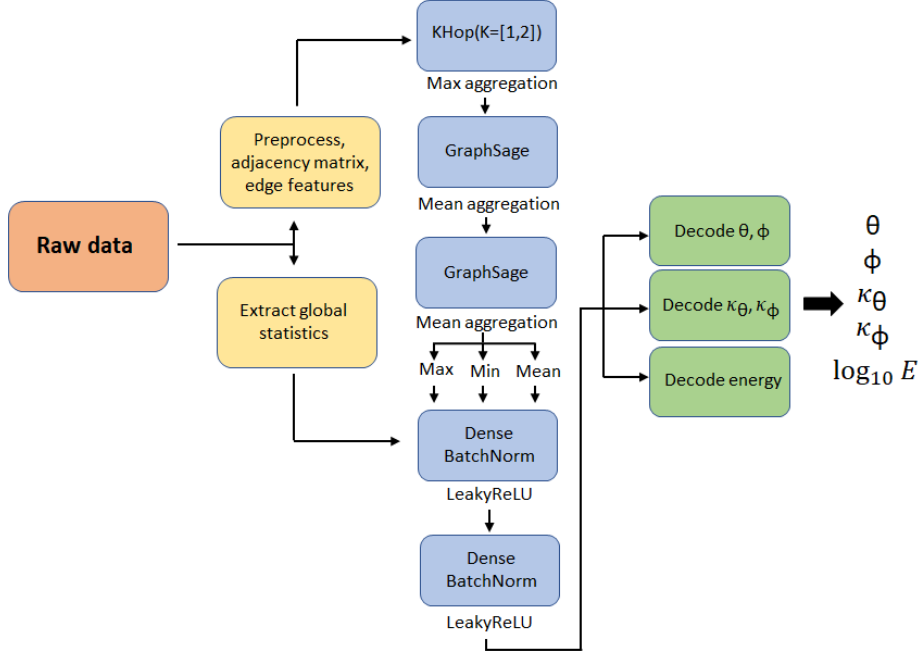 KHop(K=[1,2])
Max aggregation
Preprocess,
adjacency matrix,
edge features
GraphSage
Mean aggregation
Raw data
GraphSage
Extract global
statistics
Mean aggregation
Max Min Mean
Dense
BatchNorm
LeakyReLU
Dense
BatchNorm
LeakyReLU
Decode θ, ϕ
Decode κθ, κϕ
Decode energy
θ
ϕ
κθ
κϕ
log₁₀ E